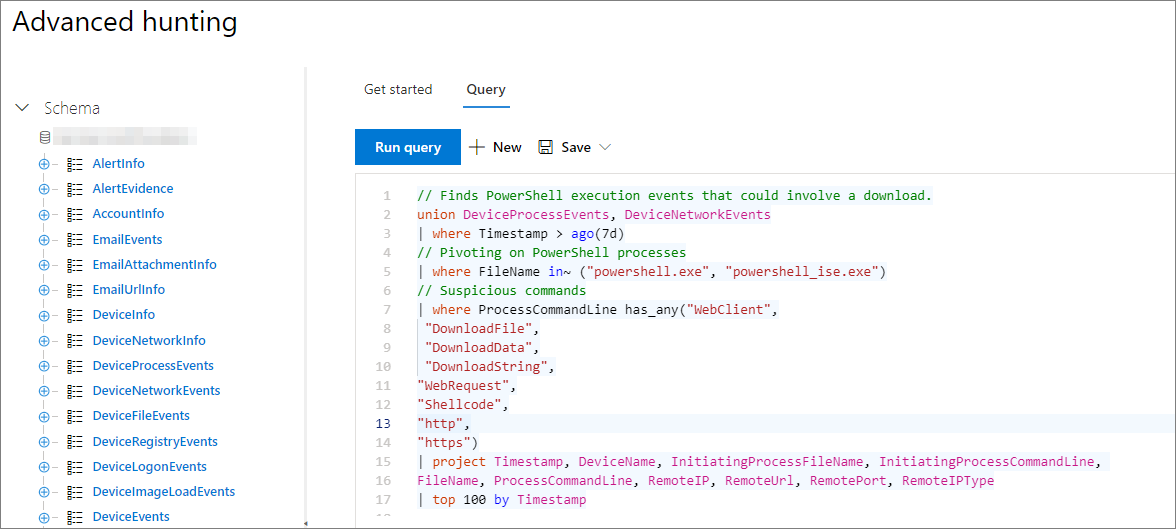 Advanced hunting
Schema
AlertInfo
AlertEvidence
AccountInfo
EmailEvents
EmailAttachmentInfo
EmailUrlInfo
DeviceInfo
DeviceNetworkInfo
DeviceProcessEvents
DeviceNetworkEvents
DeviceFileEvents
DeviceRegistryEvents
DeviceLogonEvents
DeviceImageLoadEvents
DeviceEvents
Get started Query
Run query New Save
1 // Finds PowerShell execution events that could involve a download.
2 union DeviceProcessEvents, DeviceNetworkEvents
3 | where Timestamp > ago(7d)
4 // Pivoting on PowerShell processes
5 | where FileName in~ ("powershell.exe", "powershell_ise.exe")
6 // Suspicious commands
7 | where ProcessCommandLine has_any("WebClient",
8 "DownloadFile",
9 "DownloadData",
10 "DownloadString",
11 "WebRequest",
12 "Shellcode",
13 "http",
14 "https")
15 | project Timestamp, DeviceName, InitiatingProcessFileName, InitiatingProcessCommandLine,
16 FileName, ProcessCommandLine, RemoteIP, RemoteUrl, RemotePort, RemoteIPType
17 | top 100 by Timestamp